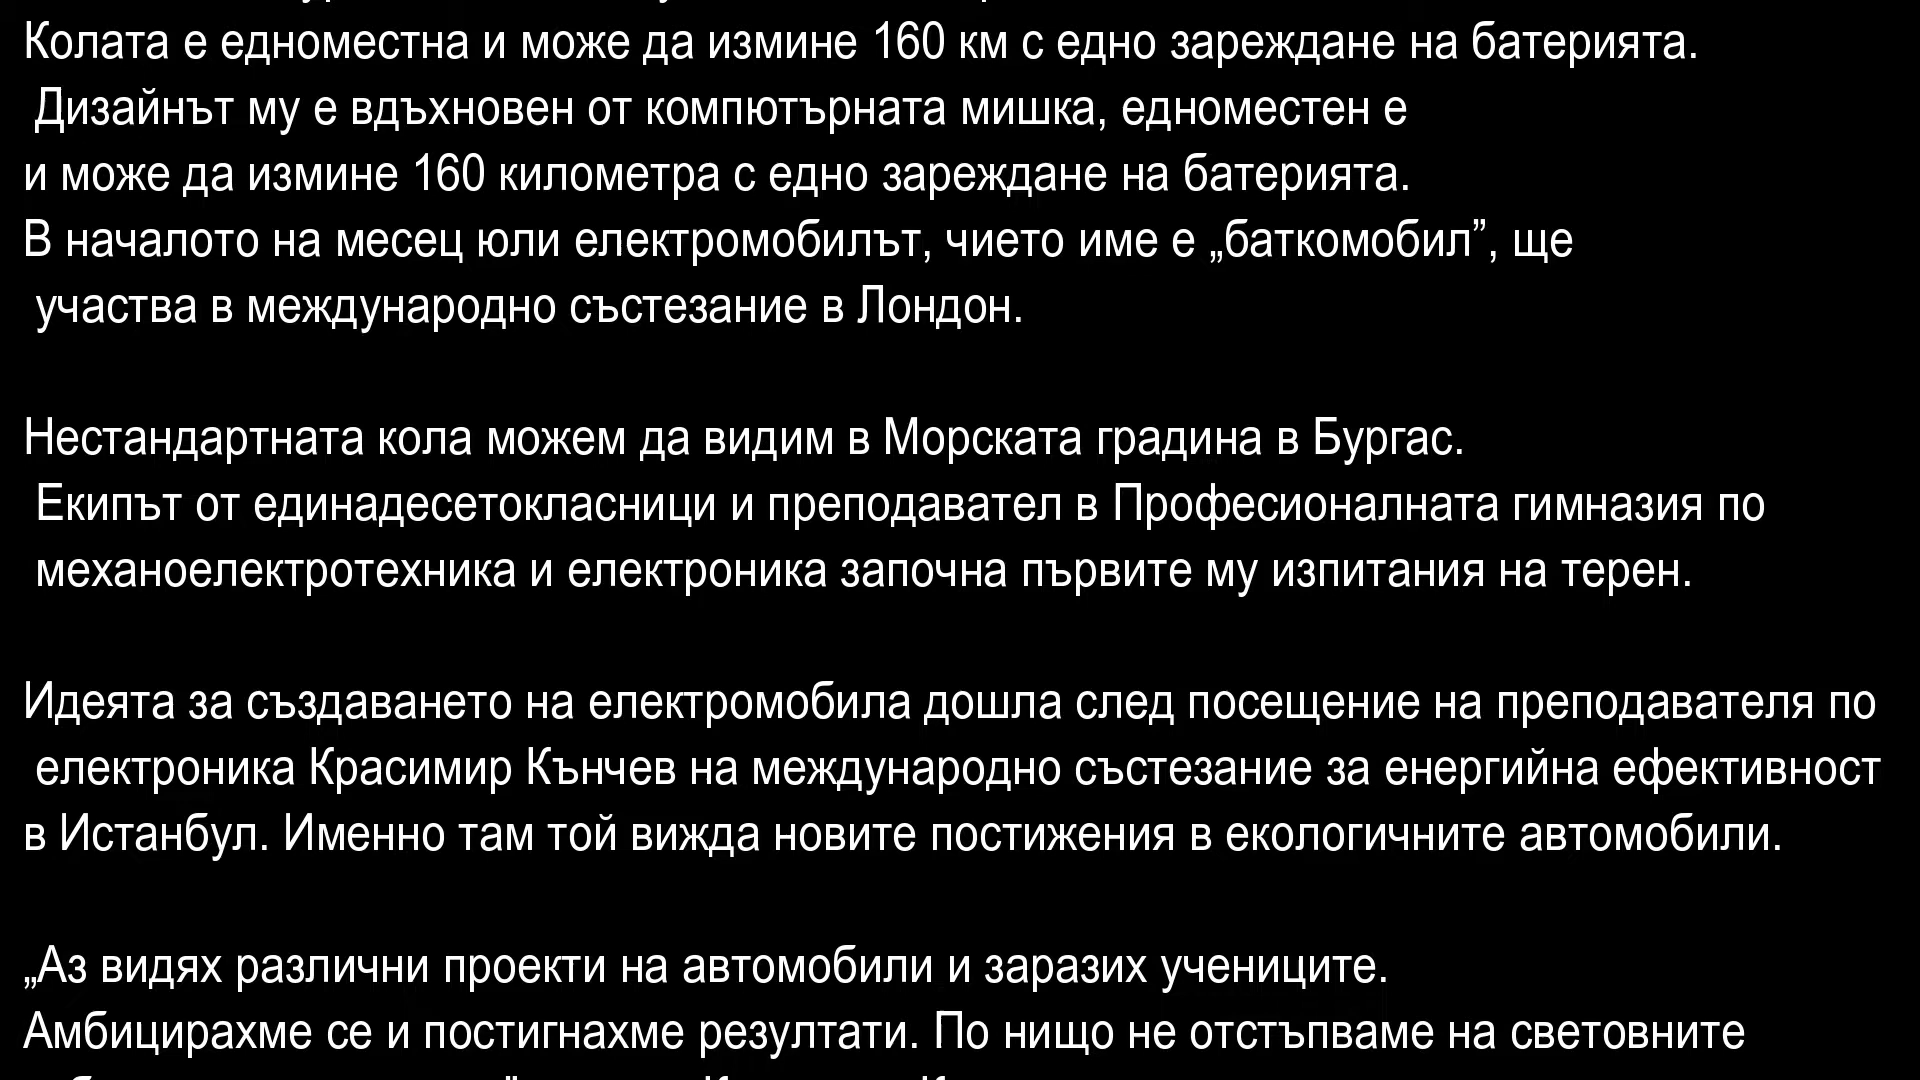 Колата е едноместна и може да измине 160 км с едно зареждане на батерията.
Дизайнът му е вдъхновен от компютърната мишка, едноместен е
и може да измине 160 километра с едно зареждане на батерията.
В началото на месец юли електромобилът, чието име е „баткомобил”, ще
участва в международно състезание в Лондон.
Нестандартната кола можем да видим в Морската градина в Бургас.
Екипът от единадесетокласници и преподавател в Професионалната гимназия по
механоелектротехника и електроника започна първите му изпитания на терен.
Идеята за създаването на електромобила дошла след посещение на преподавателя по
електроника Красимир Кънчев на международно състезание за енергийна ефективност
в Истанбул. Именно там той вижда новите постижения в екологичните автомобили.
„Аз видях различни проекти на автомобили и заразих учениците.
Амбицирахме се и постигнахме резултати. По нищо не отстъпваме на световните